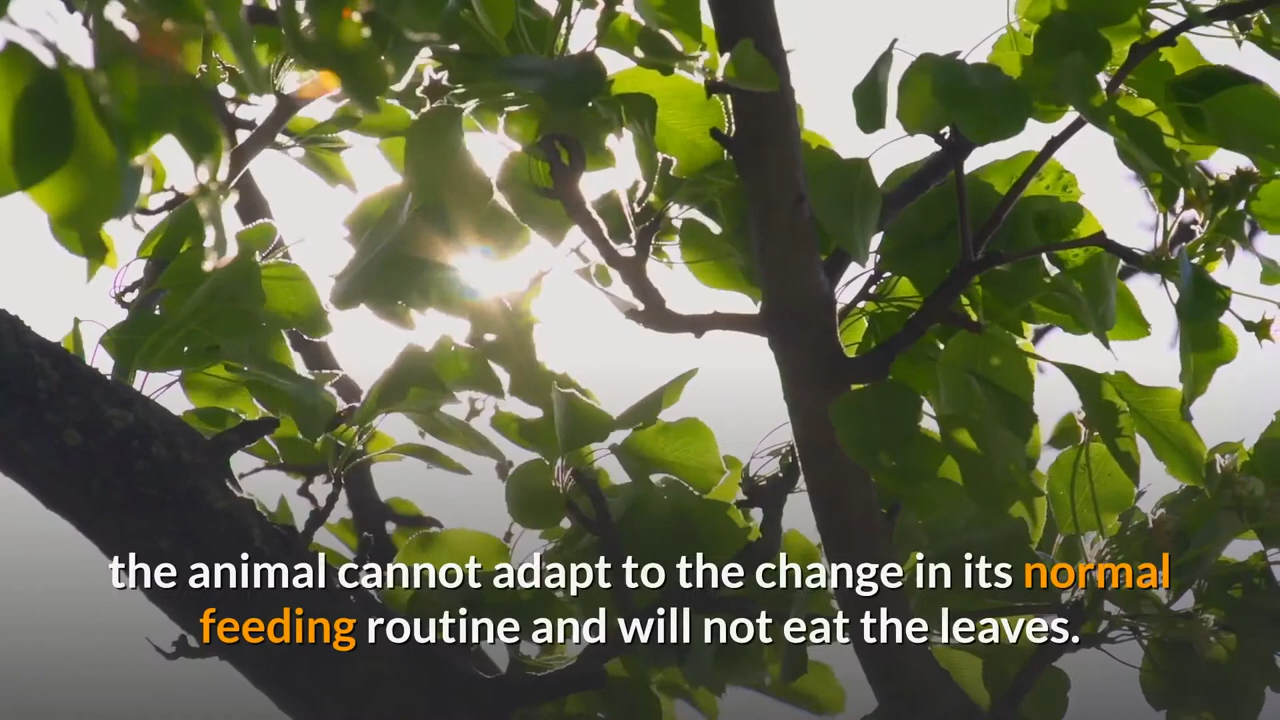 the animal cannot adapt to the change in its normal
feeding routine and will not eat the leaves.